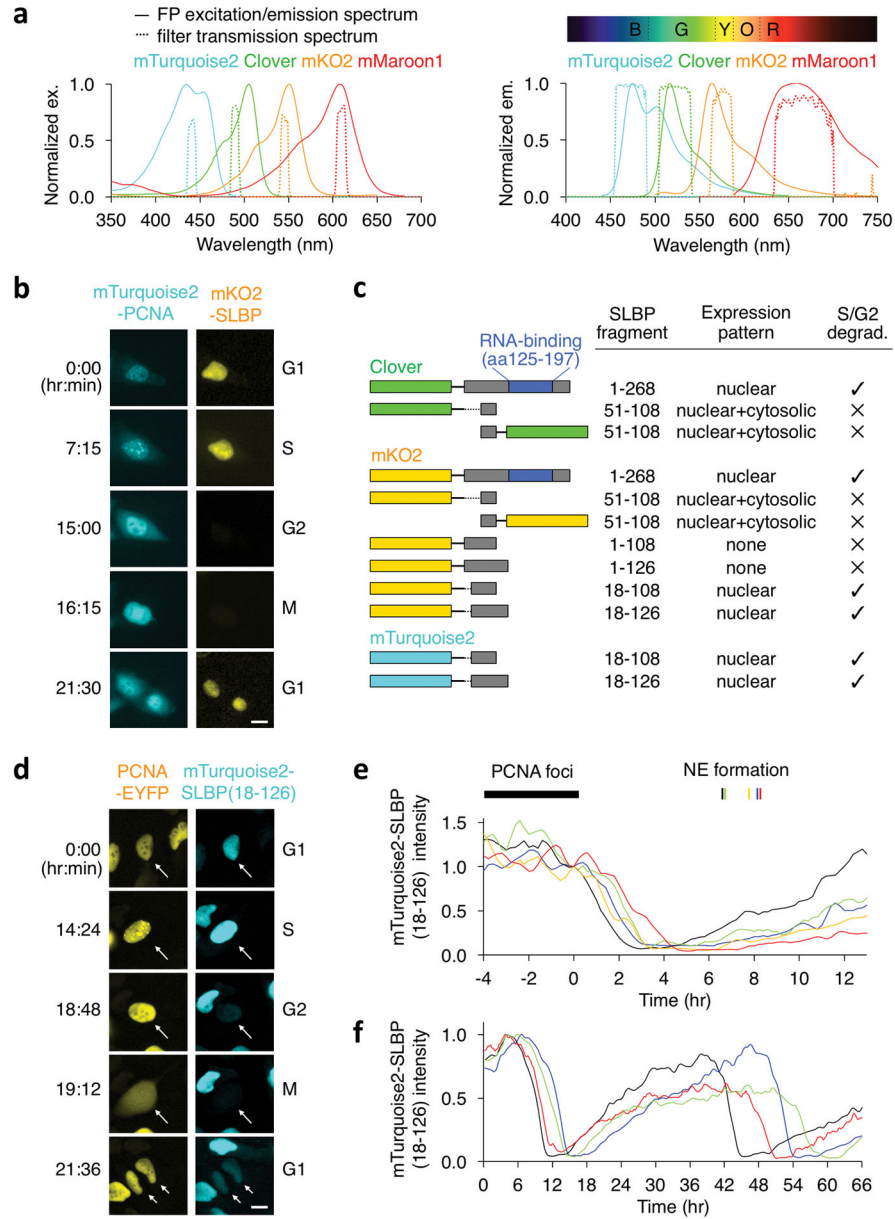 a
— FP excitation/emission spectrum
filter transmission spectrum
B G Y O R
mTurquoise2 Clover mKO2 mMaroon1
mTurquoise2 Clover mKO2 mMaroon1
Normalized ex.
1.0
0.5
0.0
350 400 450 500 550 600 650 700
Wavelength (nm)
Normalized em.
1.0
0.5
0.0
400 450 500 550 600 650 700 750
Wavelength (nm)
b
mTurquoise2 mKO2
-PCNA -SLBP
0:00 G1
(hr:min)
7:15 S
15:00 G2
16:15 M
21:30 G1
c
SLBP Expression S/G2
fragment pattern degrad.
RNA-binding
(aa125-197)
Clover
1-268 nuclear ✓
51-108 nuclear+cytosolic ×
51-108 nuclear+cytosolic ×
mKO2
1-268 nuclear ✓
51-108 nuclear+cytosolic ×
51-108 nuclear+cytosolic ×
1-108 none ×
1-126 none ×
18-108 nuclear ✓
18-126 nuclear ✓
mTurquoise2
18-108 nuclear ✓
18-126 nuclear ✓
d
PCNA mTurquoise2-
-EYFP SLBP(18-126)
0:00 G1
(hr:min)
14:24 S
18:48 G2
19:12 M
21:36 G1
e
PCNA foci NE formation
mTurquoise2-SLBP
(18-126) intensity
1.5
1.0
0.5
0.0
-4 -2 0 2 4 6 8 10 12
Time (hr)
f
mTurquoise2-SLBP
(18-126) intensity
1.0
0.5
0.0
0 6 12 18 24 30 36 42 48 54 60 66
Time (hr)